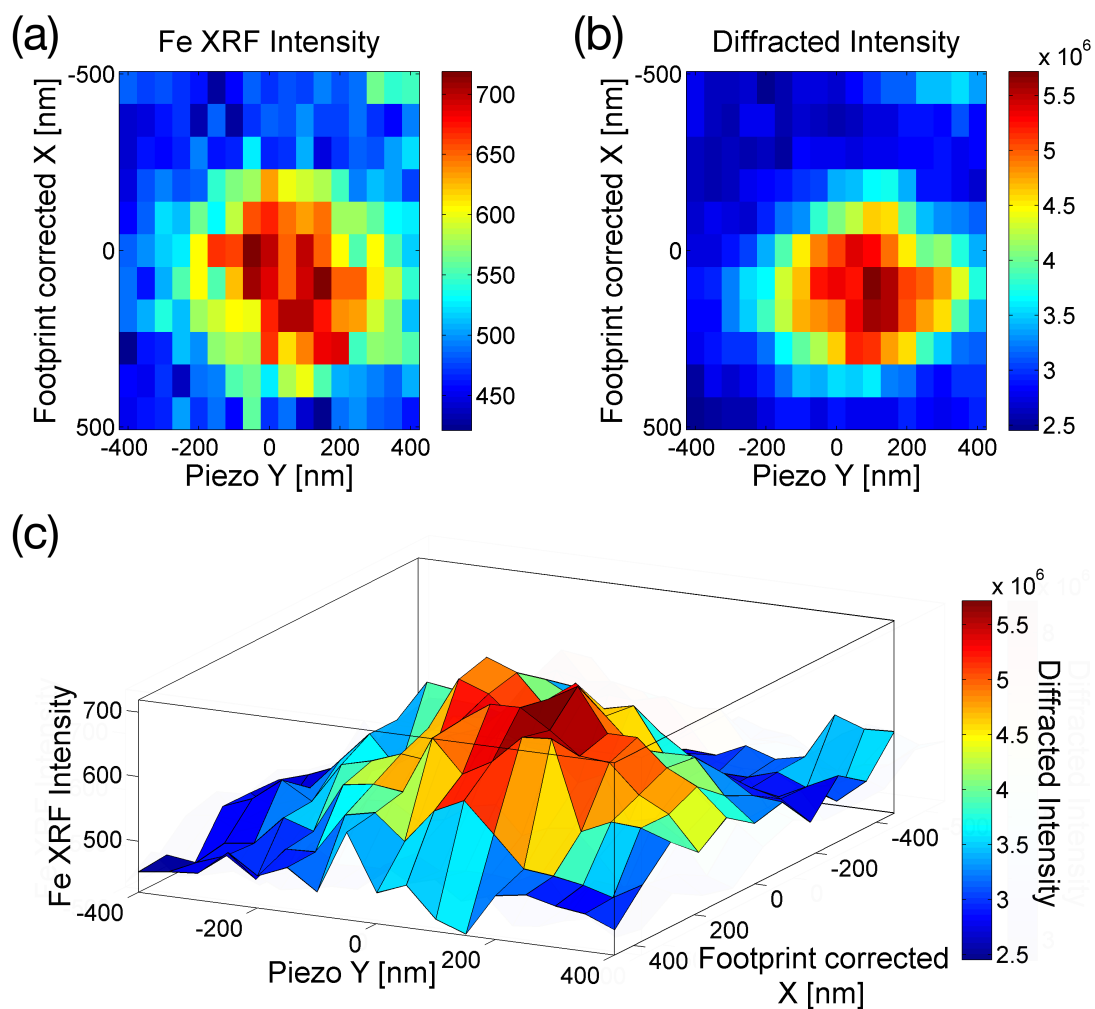 (a)
Fe XRF Intensity
-500
0
500
Footprint corrected X [nm]
-400 -200 0 200 400
Piezo Y [nm]
700
650
600
550
500
450
(b)
Diffracted Intensity
x 10^6
-500
0
500
Footprint corrected X [nm]
-400 -200 0 200 400
Piezo Y [nm]
5.5
5
4.5
4
3.5
3
2.5
(c)
700
600
500
Fe XRF Intensity
-400
-200
0
200
400
Piezo Y [nm]
400
200
0
-200
-400
Footprint corrected
X [nm]
x 10^6
5.5
5
4.5
4
3.5
3
2.5
Diffracted Intensity